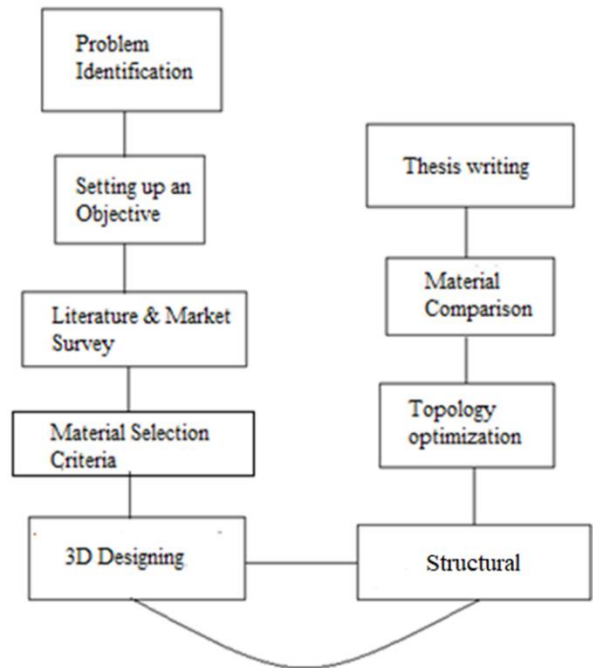 Problem
Identification
Setting up an
Objective
Literature & Market
Survey
Material Selection
Criteria
3D Designing
Structural
Topology
optimization
Material
Comparison
Thesis writing